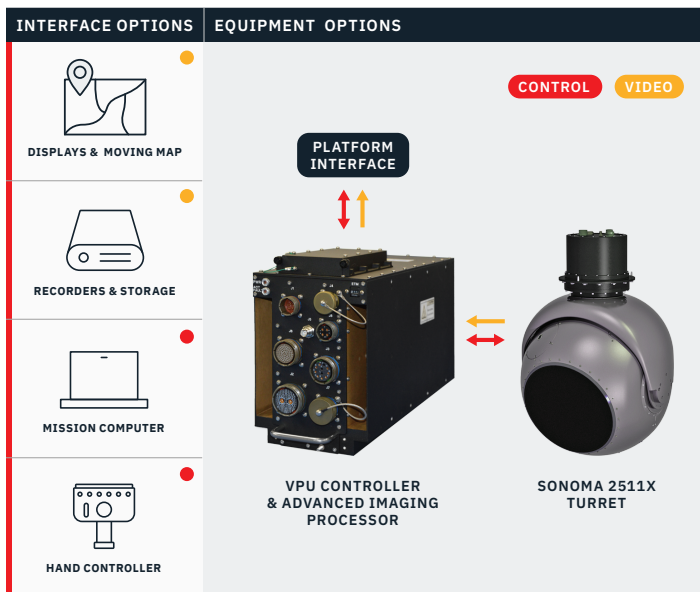 INTERFACE OPTIONS
EQUIPMENT OPTIONS
DISPLAYS & MOVING MAP
RECORDERS & STORAGE
MISSION COMPUTER
HAND CONTROLLER
CONTROL
VIDEO
PLATFORM
INTERFACE
VPU CONTROLLER
& ADVANCED IMAGING
PROCESSOR
SONOMA 2511X
TURRET